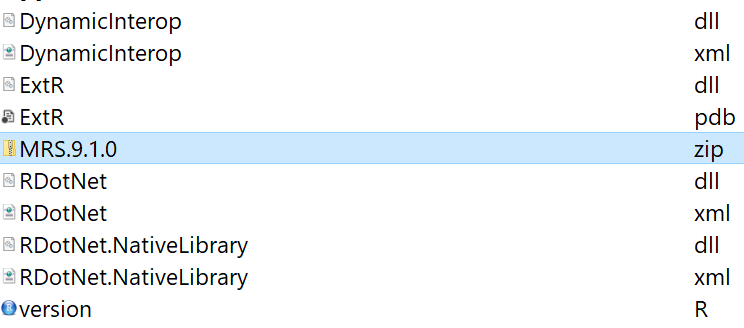 DynamicInterop dll
DynamicInterop xml
ExtR dll
ExtR pdb
MRS.9.1.0 zip
RDotNet dll
RDotNet xml
RDotNet.NativeLibrary dll
RDotNet.NativeLibrary xml
version R